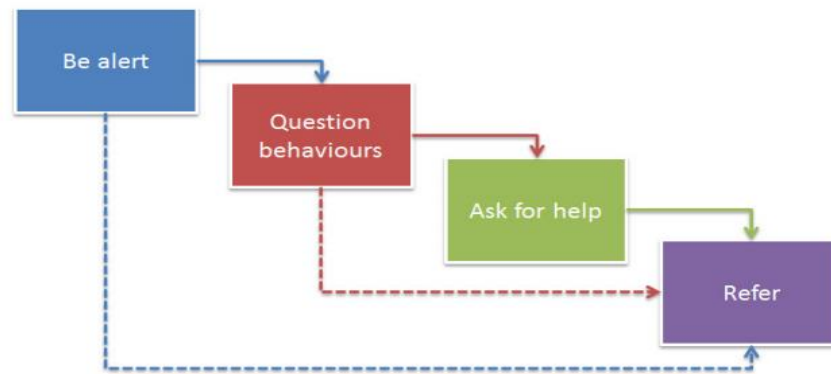 Be alert
Question
behaviours
Ask for help
Refer